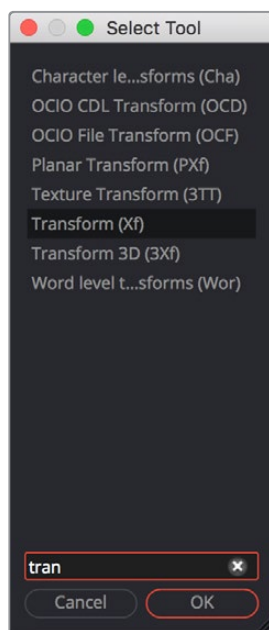 Select Tool
Character le...sforms (Cha)
OCIO CDL Transform (OCD)
OCIO File Transform (OCF)
Planar Transform (PXf)
Texture Transform (3TT)
Transform (Xf)
Transform 3D (3Xf)
Word level t...sforms (Wor)
tran
Cancel OK